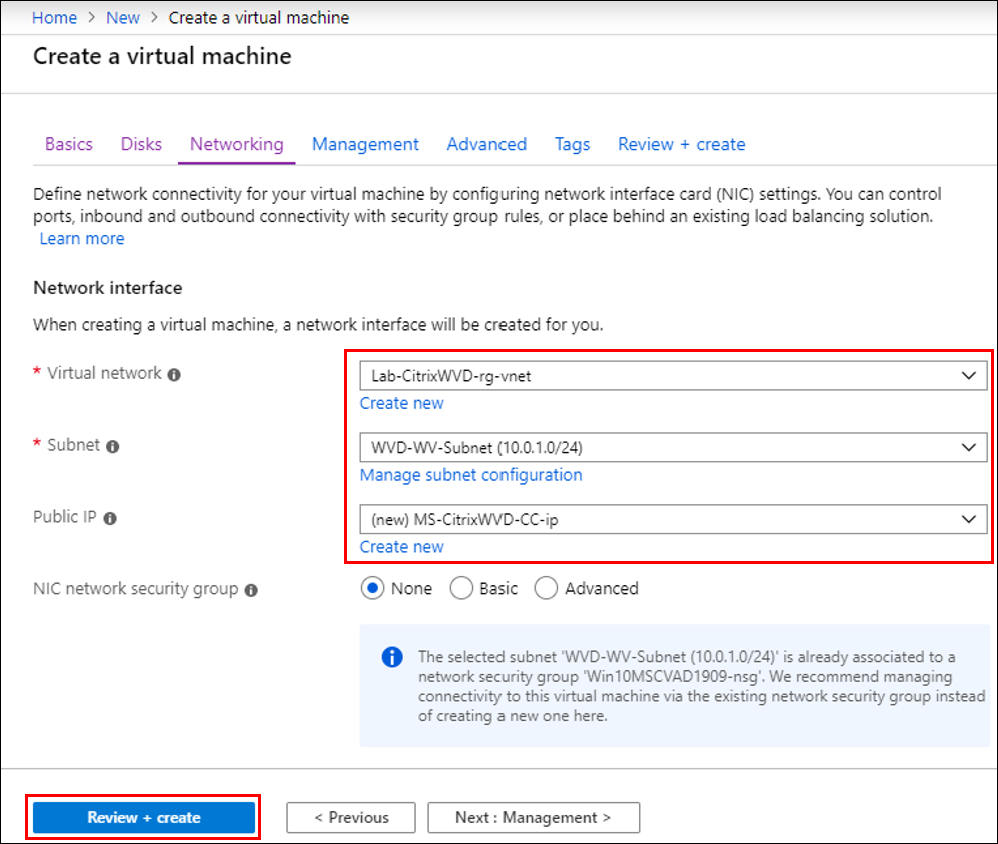 Home > New > Create a virtual machine
Create a virtual machine
Basics Disks Networking Management Advanced Tags Review + create
Define network connectivity for your virtual machine by configuring network interface card (NIC) settings. You can control
ports, inbound and outbound connectivity with security group rules, or place behind an existing load balancing solution.
Learn more
Network interface
When creating a virtual machine, a network interface will be created for you.
* Virtual network
Lab-CitrixWVD-rg-vnet
Create new
* Subnet
WVD-WV-Subnet (10.0.1.0/24)
Manage subnet configuration
Public IP
(new) MS-CitrixWVD-CC-ip
Create new
NIC network security group
None Basic Advanced
The selected subnet 'WVD-WV-Subnet (10.0.1.0/24)' is already associated to a
network security group 'Win10MSCVAD1909-nsg'. We recommend managing
connectivity to this virtual machine via the existing network security group instead
of creating a new one here.
Review + create < Previous Next : Management >